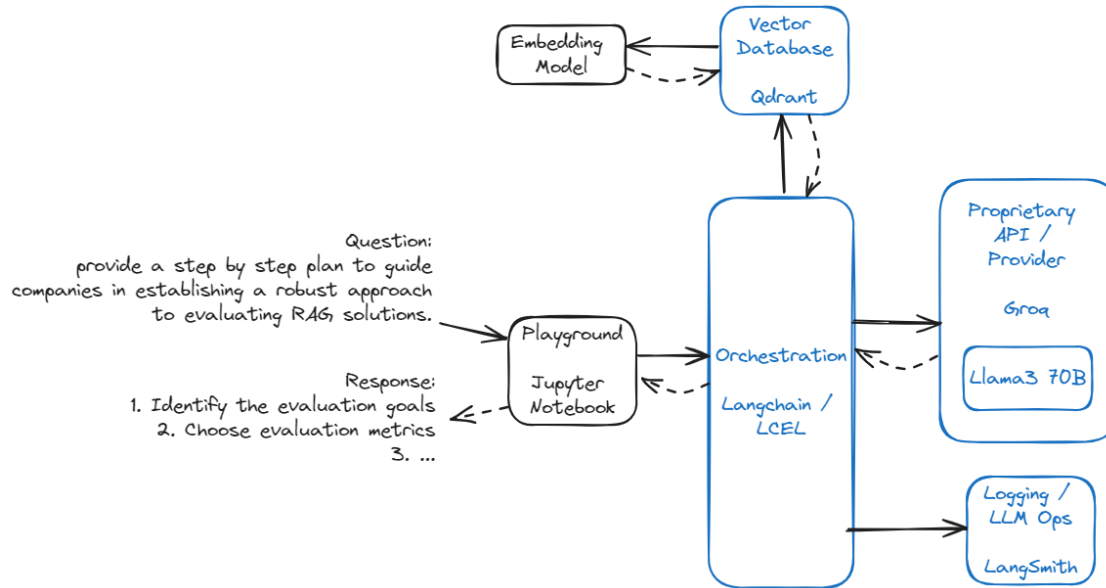 Embedding
Model
Vector
Database
Qdrant
Question:
provide a step by step plan to guide
companies in establishing a robust approach
to evaluating RAG solutions.
Response:
1. Identify the evaluation goals
2. Choose evaluation metrics
3. ...
Playground
Jupyter
Notebook
Orchestration
Langchain /
LCEL
Proprietary
API /
Provider
Groq
Llama3 70B
Logging /
LLM Ops
LangSmith